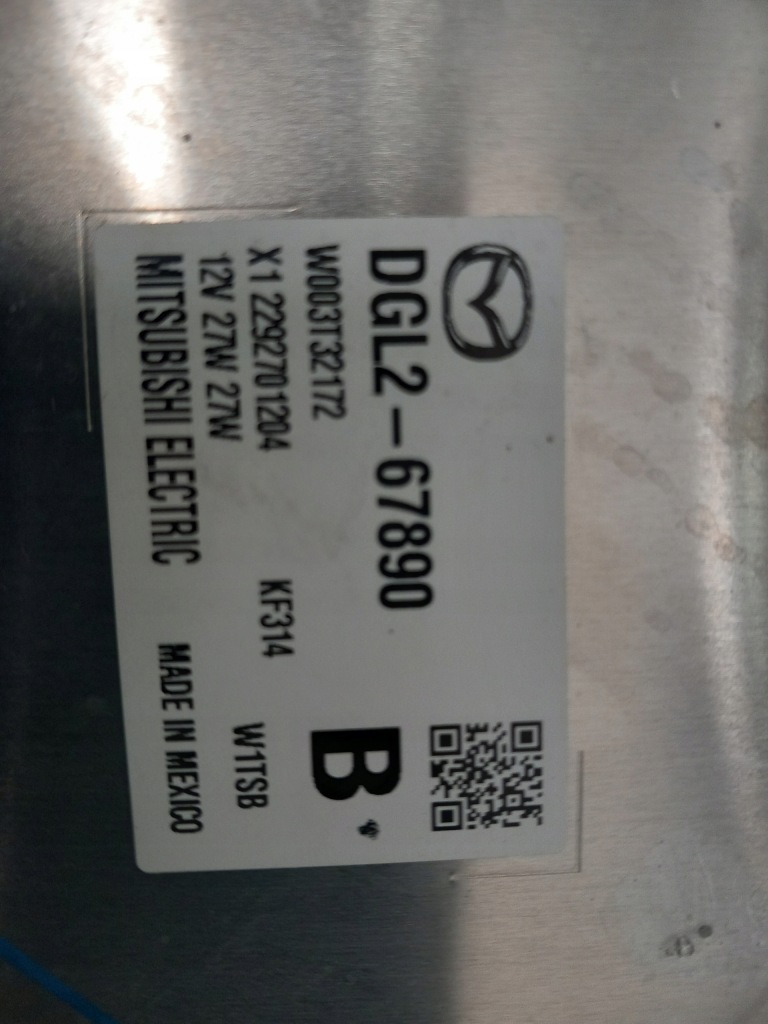 DGL2-67890
W003T32172
B
X1 2292701204 KF314 W1TSB
12V 27W 27W
MITSUBISHI ELECTRIC MADE IN MEXICO